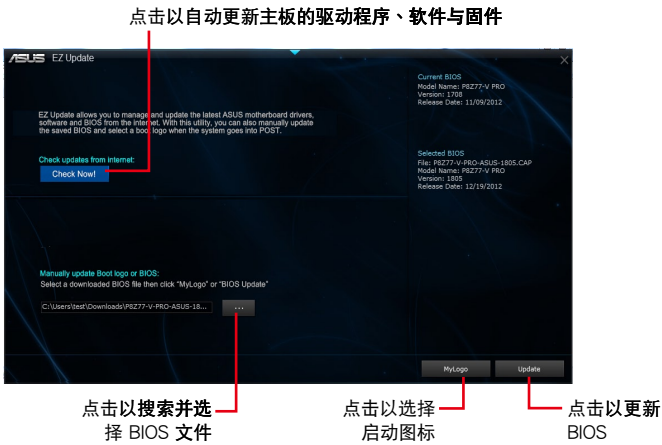 点击以自动更新主板的驱动程序、软件与固件
ASUS EZ Update
Current BIOS
Model Name: P8Z77-V PRO
Version: 1708
Release Date: 11/09/2012
EZ Update allows you to manage and update the latest ASUS motherboard drivers,
software and BIOS from the internet. With this utility, you can also manually update
the saved BIOS and select a boot logo when the system goes into POST.
Check updates from internet:
Check Now!
Selected BIOS
File: P8Z77-V-PRO-ASUS-1805.CAP
Model Name: P8Z77-V PRO
Version: 1805
Release Date: 12/19/2012
Manually update Boot logo or BIOS:
Select a downloaded BIOS file then click “MyLogo” or “BIOS Update”
C:\Users\test\Downloads\P8Z77-V-PRO-ASUS-18...
...
MyLogo
Update
点击以搜索并选
择 BIOS 文件
点击以选择
启动图标
点击以更新
BIOS